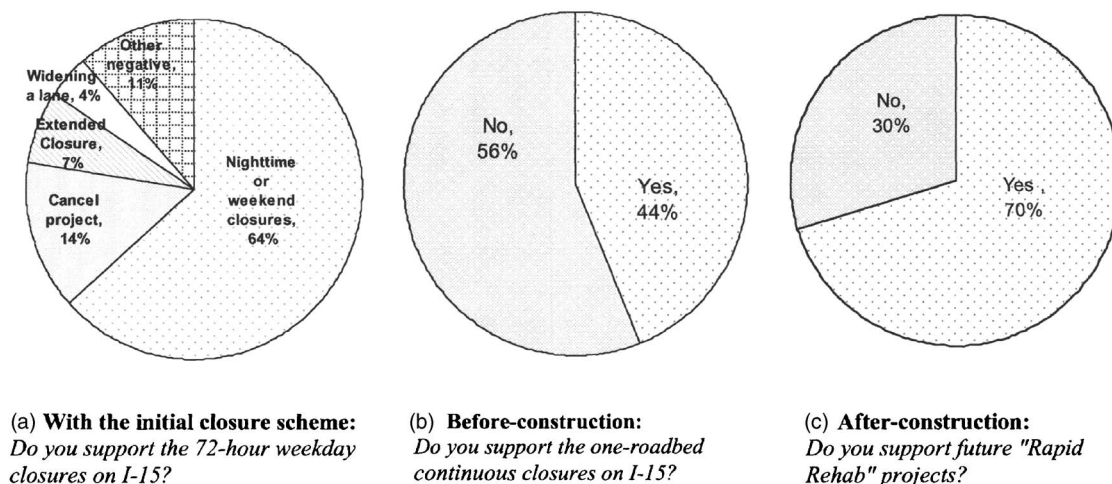 Other
negative,
11%
Widening
a lane, 4%
Extended
Closure,
7%
Cancel
project,
14%
Nighttime
or
weekend
closures,
64%
No,
56%
Yes,
44%
No,
30%
Yes ,
70%
(a) With the initial closure scheme:
Do you support the 72-hour weekday
closures on I-15?
(b) Before-construction:
Do you support the one-roadbed
continuous closures on I-15?
(c) After-construction:
Do you support future "Rapid
Rehab" projects?